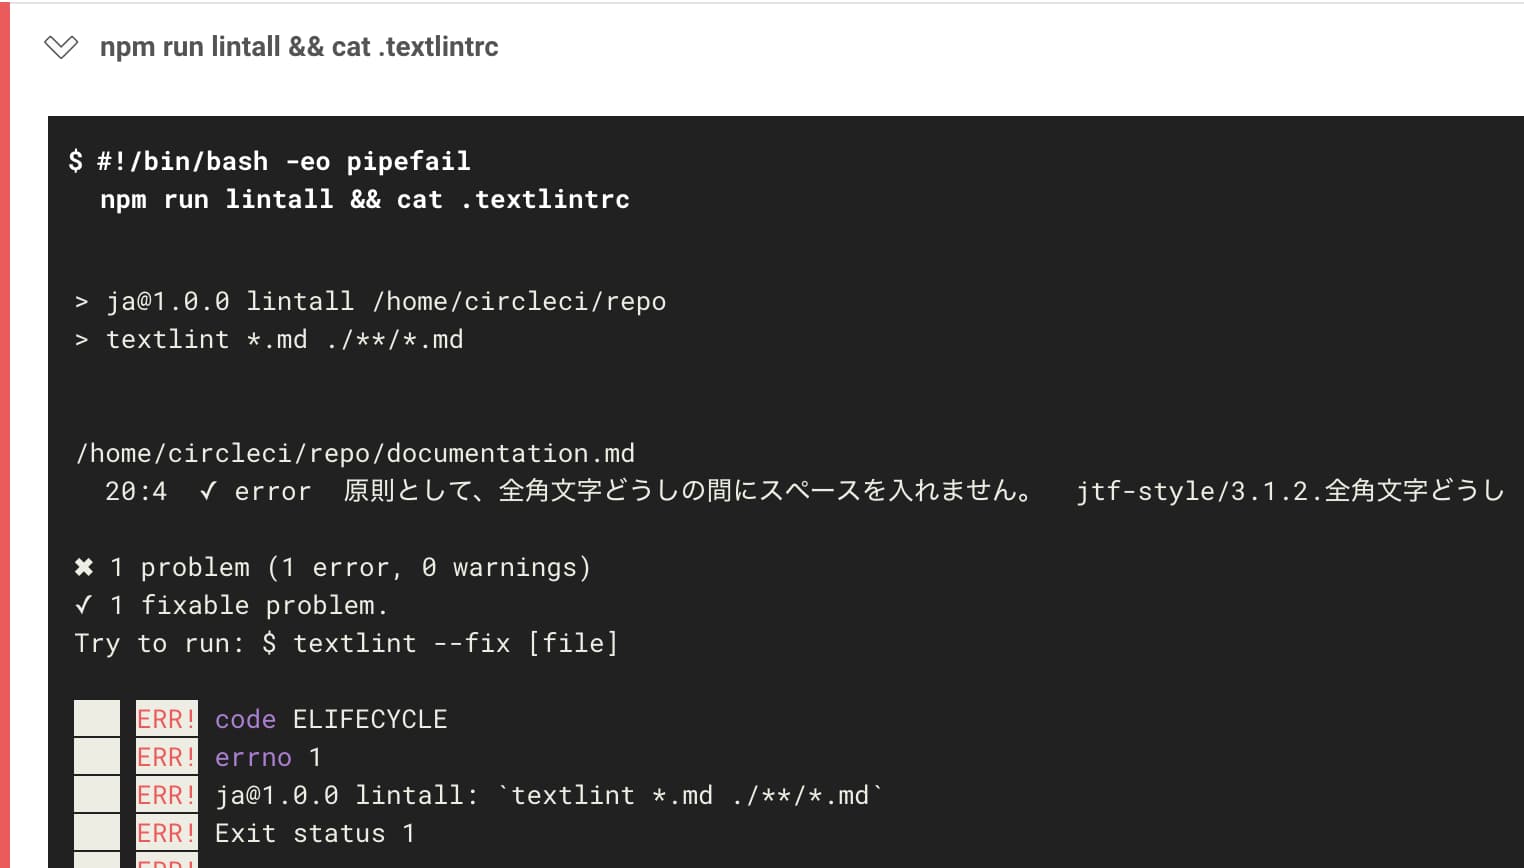 npm run lintall && cat .textlintrc
$ #!/bin/bash -eo pipefail
npm run lintall && cat .textlintrc
> ja@1.0.0 lintall /home/circleci/repo
> textlint *.md ./**/*.md
/home/circleci/repo/documentation.md
20:4 ✓ error 原則として、全角文字どうしの間にスペースを入れません。 jtf-style/3.1.2.全角文字どうし
✖ 1 problem (1 error, 0 warnings)
✓ 1 fixable problem.
Try to run: $ textlint --fix [file]
ERR! code ELIFECYCLE
ERR! errno 1
ERR! ja@1.0.0 lintall: `textlint *.md ./**/*.md`
ERR! Exit status 1
ERR!